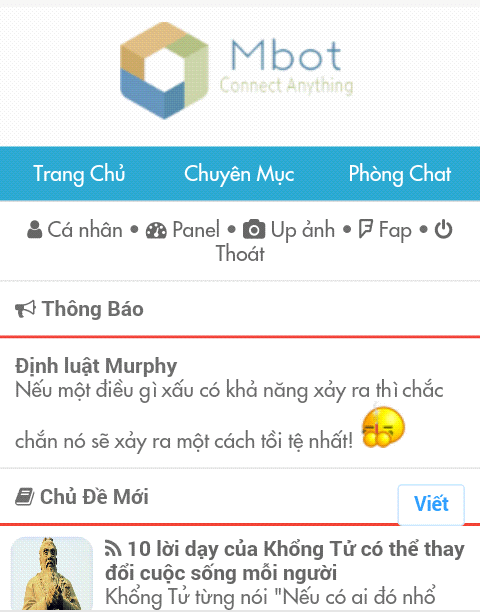 Mbot
Connect Anything
Trang Chủ Chuyên Mục Phòng Chat
Cá nhân • Panel • Up ảnh • Fap •
Thoát
Thông Báo
Định luật Murphy
Nếu một điều gì xấu có khả năng xảy ra thì chắc
chắn nó sẽ xảy ra một cách tồi tệ nhất!
Chủ Đề Mới
Viết
10 lời dạy của Khổng Tử có thể thay
đổi cuộc sống mỗi người
Khổng Tử từng nói "Nếu có ai đó nhổ